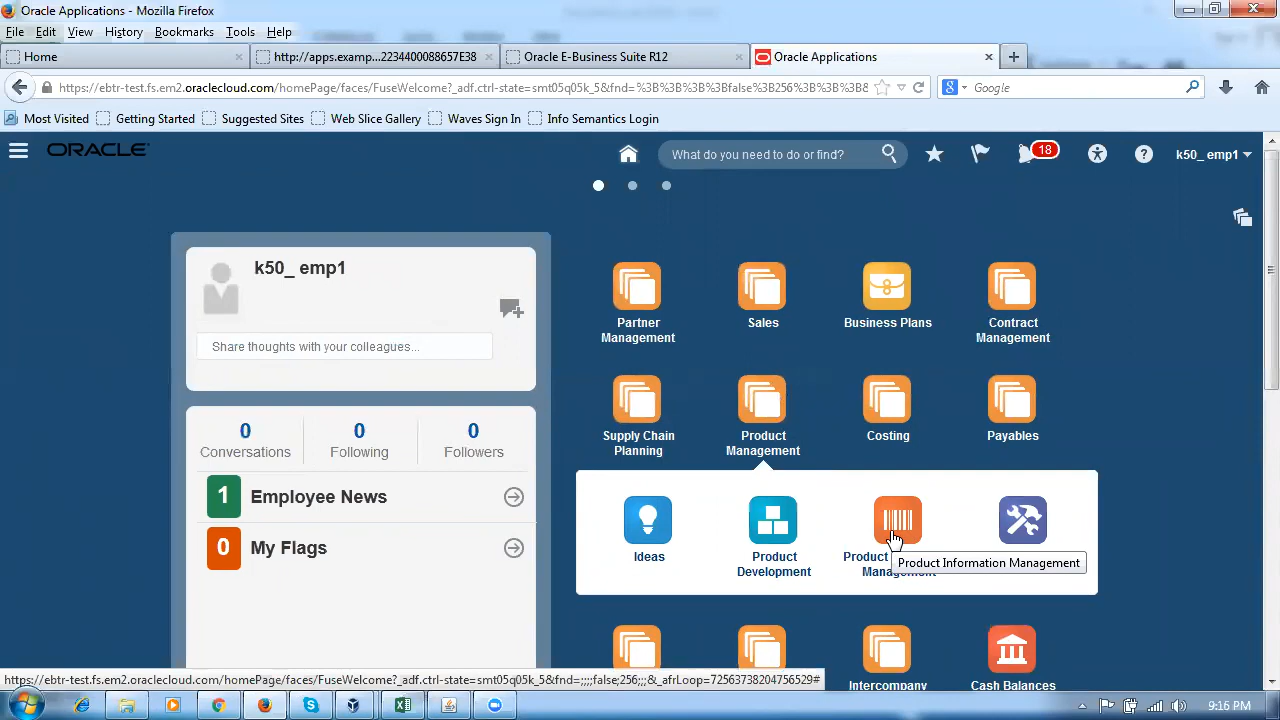 Oracle Applications - Mozilla Firefox
File Edit View History Bookmarks Tools Help
Home
http://apps.examp...2234400088657E38
Oracle E-Business Suite R12
Oracle Applications
https://ebtr-test.fs.em2.oraclecloud.com/homePage/faces/FuseWelcome?_adf.ctrl-state=smt05q05k_5&fnd=%3B%3B%3B%3Bfalse%3B256%3B%3B%3B&
Google
Most Visited Getting Started Suggested Sites Web Slice Gallery Waves Sign In Info Semantics Online
ORACLE
What do you need to do or find?
18
k50_ emp1
k50_ emp1
Share thoughts with your colleagues...
0
Conversations
0
Following
0
Followers
1 Employee News
0 My Flags
Partner
Management
Sales
Business Plans
Contract
Management
Supply Chain
Planning
Product
Management
Costing
Payables
Ideas
Product
Development
Product
Management
Product Information Management
Intercompany
Cash Balances
https://ebtr-test.fs.em2.oraclecloud.com/homePage/faces/FuseWelcome?_adf.ctrl-state=smt05q05k_5&fnd=;;;;false;256;;;&_afrLoop=72563738204756529#
9:16 PM